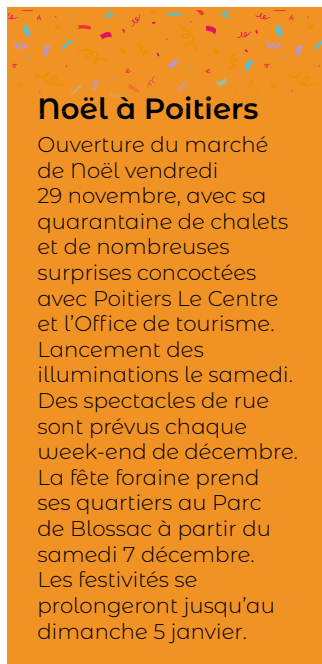 Noël à Poitiers
Ouverture du marché
de Noël vendredi
29 novembre, avec sa
quarantaine de chalets
et de nombreuses
surprises concoctées
avec Poitiers Le Centre
et l’Office de tourisme.
Lancement des
illuminations le samedi.
Des spectacles de rue
sont prévus chaque
week-end de décembre.
La fête foraine prend
ses quartiers au Parc
de Blossac à partir du
samedi 7 décembre.
Les festivités se
prolongeront jusqu’au
dimanche 5 janvier.